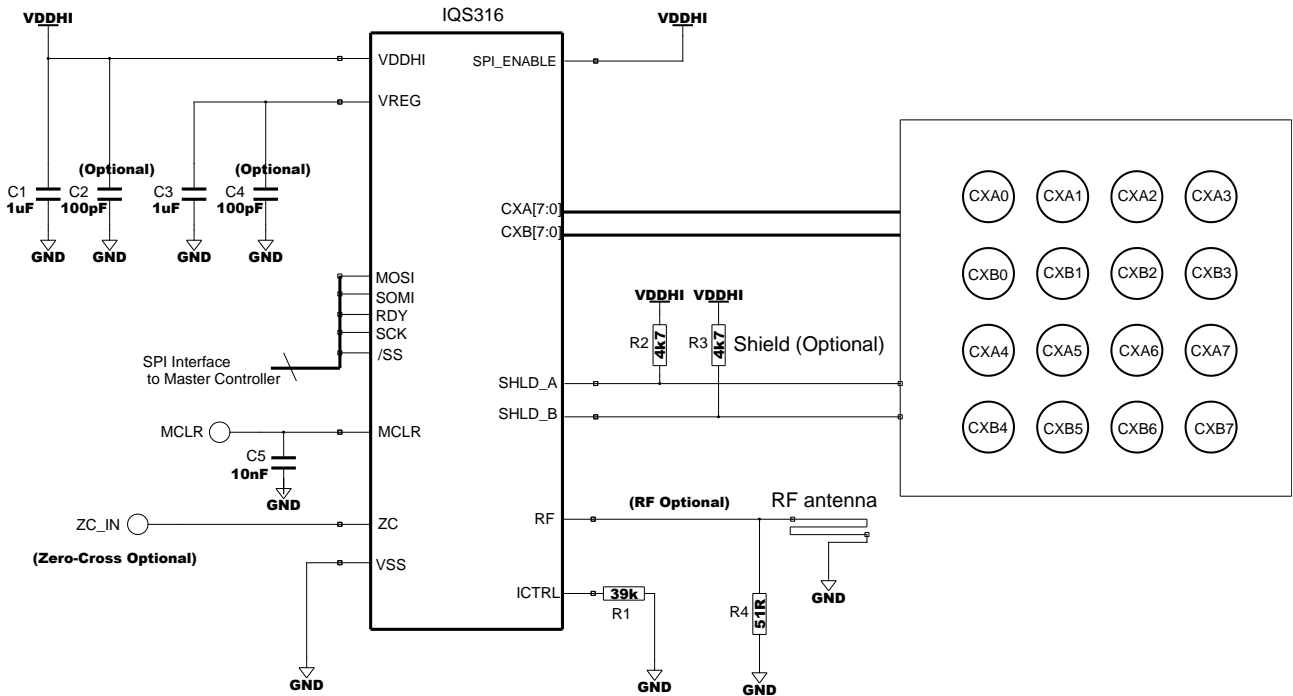 IQS316
VDDHI
VDDHI
VDDHI
SPI_ENABLE
VREG
(Optional)
(Optional)
C1
1uF
C2
100pF
C3
1uF
C4
100pF
GND
GND
GND
GND
CXA[7:0]
CXB[7:0]
CXA0
CXA1
CXA2
CXA3
CXB0
CXB1
CXB2
CXB3
CXA4
CXA5
CXA6
CXA7
CXB4
CXB5
CXB6
CXB7
MOSI
SOMI
RDY
SCK
/SS
SPI Interface
to Master Controller
VDDHI
VDDHI
R2
4k7
R3
4k7
Shield (Optional)
SHLD_A
SHLD_B
MCLR
MCLR
C5
10nF
GND
ZC_IN
ZC
(Zero-Cross Optional)
VSS
GND
RF
(RF Optional)
RF antenna
GND
ICTRL
39k
R1
GND
R4
51R
GND